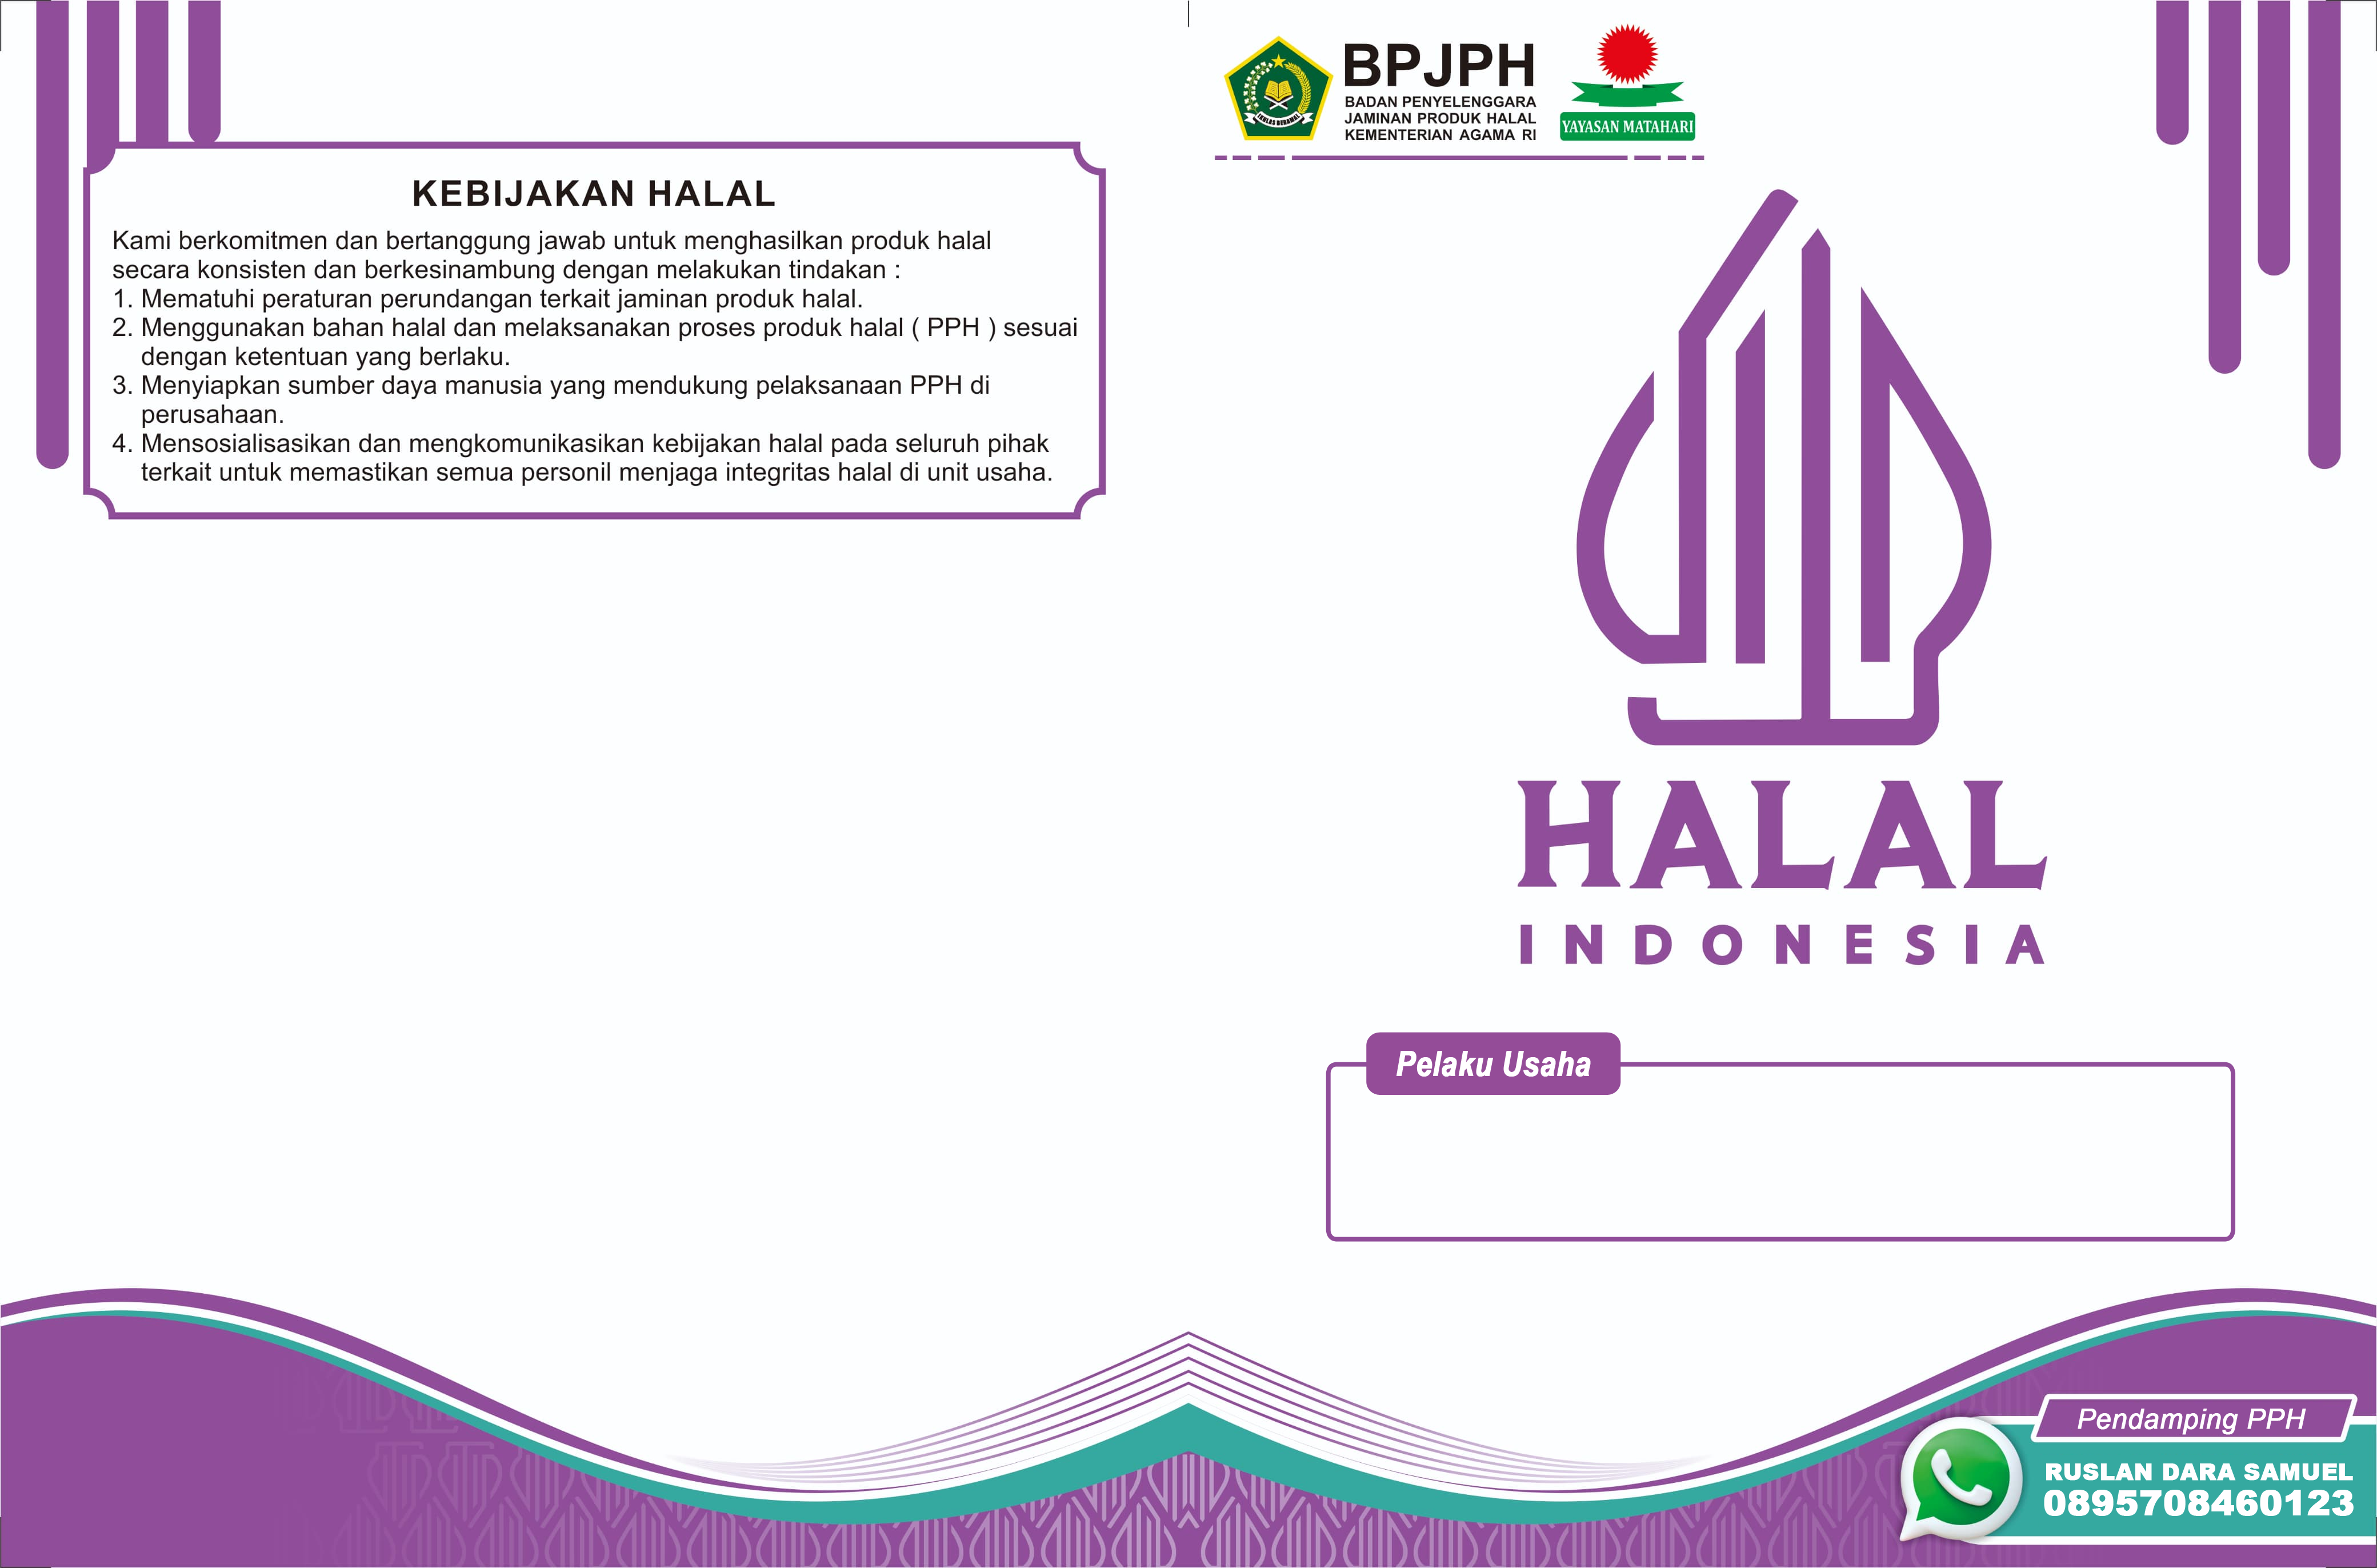 KEBIJAKAN HALAL
Kami berkomitmen dan bertanggung jawab untuk menghasilkan produk halal
secara konsisten dan berkesinambung dengan melakukan tindakan :
1. Mematuhi peraturan perundangan terkait jaminan produk halal.
2. Menggunakan bahan halal dan melaksanakan proses produk halal ( PPH ) sesuai
dengan ketentuan yang berlaku.
3. Menyiapkan sumber daya manusia yang mendukung pelaksanaan PPH di
perusahaan.
4. Mensosialisasikan dan mengkomunikasikan kebijakan halal pada seluruh pihak
terkait untuk memastikan semua personil menjaga integritas halal di unit usaha.
IKHLAS BERAMAL
BPJPH
BADAN PENYELENGGARA
JAMINAN PRODUK HALAL
KEMENTERIAN AGAMA RI
YAYASAN MATAHARI
HALAL
INDONESIA
Pelaku Usaha
Pendamping PPH
RUSLAN DARA SAMUEL
0895708460123